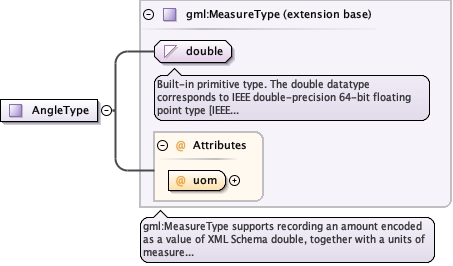 gml:MeasureType (extension base)
double
Built-in primitive type. The double datatype
corresponds to IEEE double-precision 64-bit floating
point type [IEEE...
AngleType
@ Attributes
@ uom
gml:MeasureType supports recording an amount encoded
as a value of XML Schema double, together with a units of
measure...